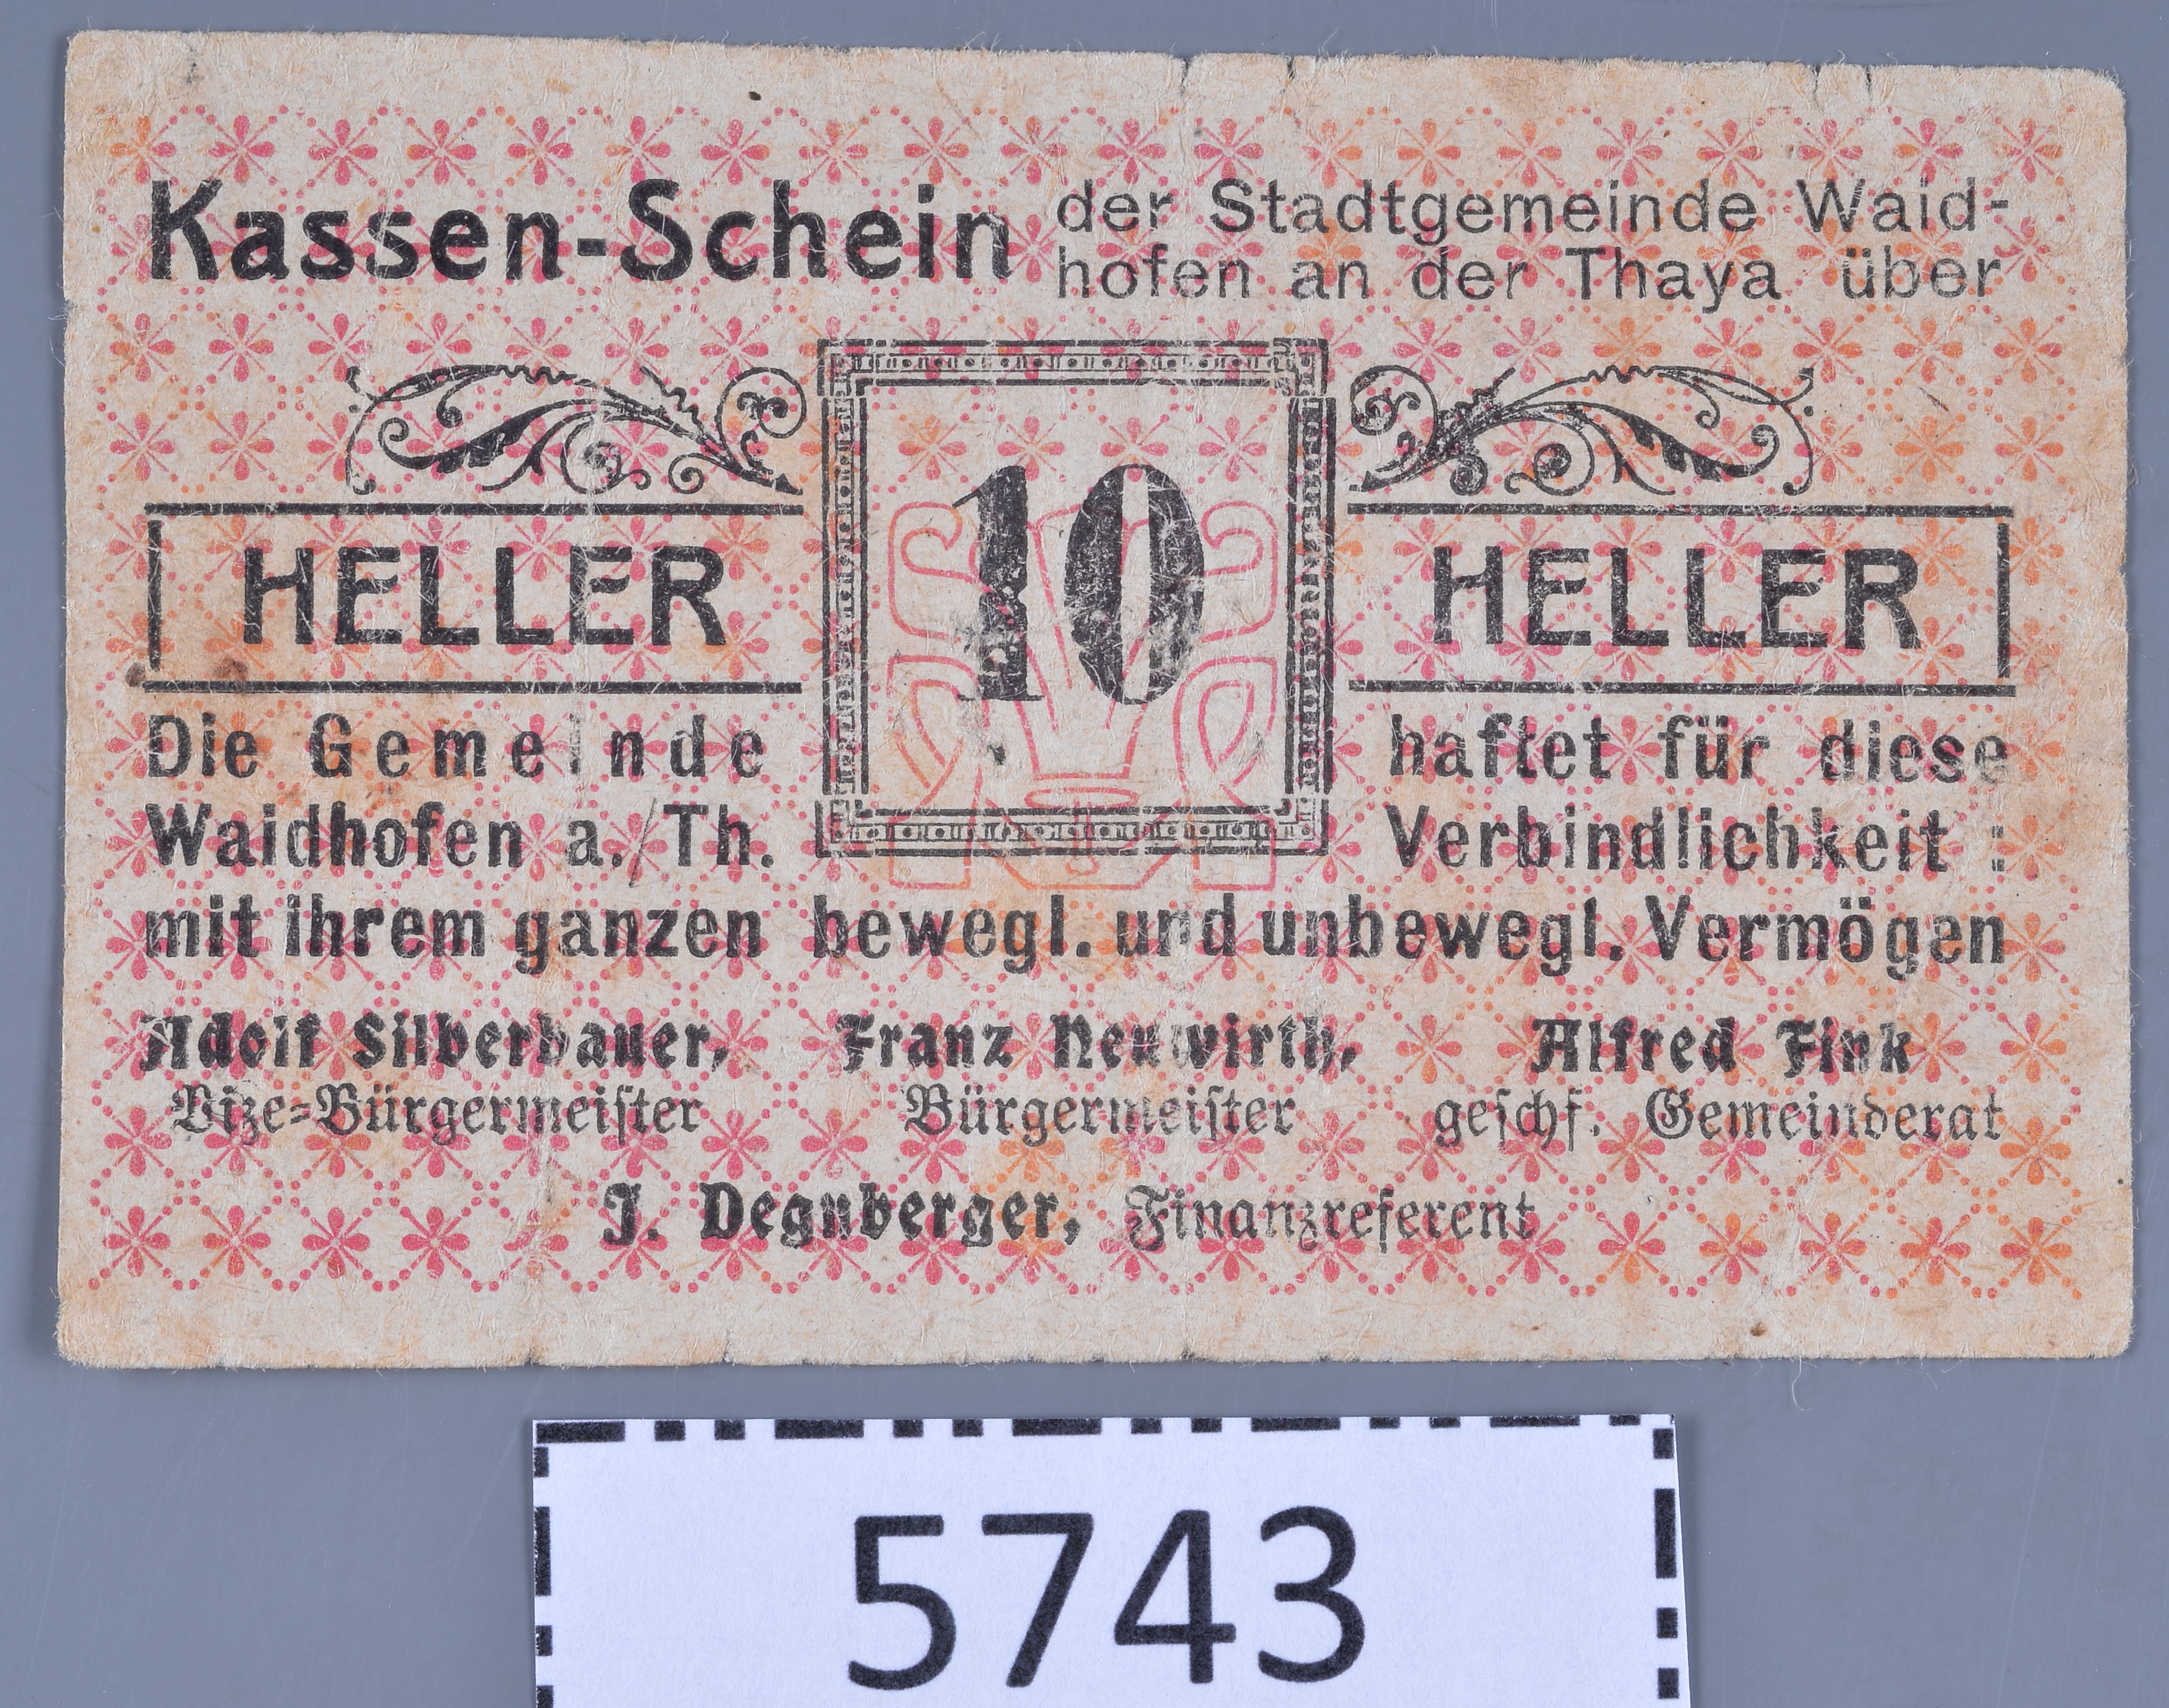 Kassen-Schein der Stadtgemeinde Waid-
hofen an der Thaya über
HELLER 10 HELLER
Die Gemeinde haftet für diese
Waidhofen a./Th. Verbindlichkeit :
mit ihrem ganzen bewegl. und unbewegl. Vermögen
Adolf Silberbauer, Franz Neuwirth, Alfred Fink
Vize-Bürgermeister Bürgermeister geschf. Gemeinderat
J. Degnberger, Finanzreferent
5743